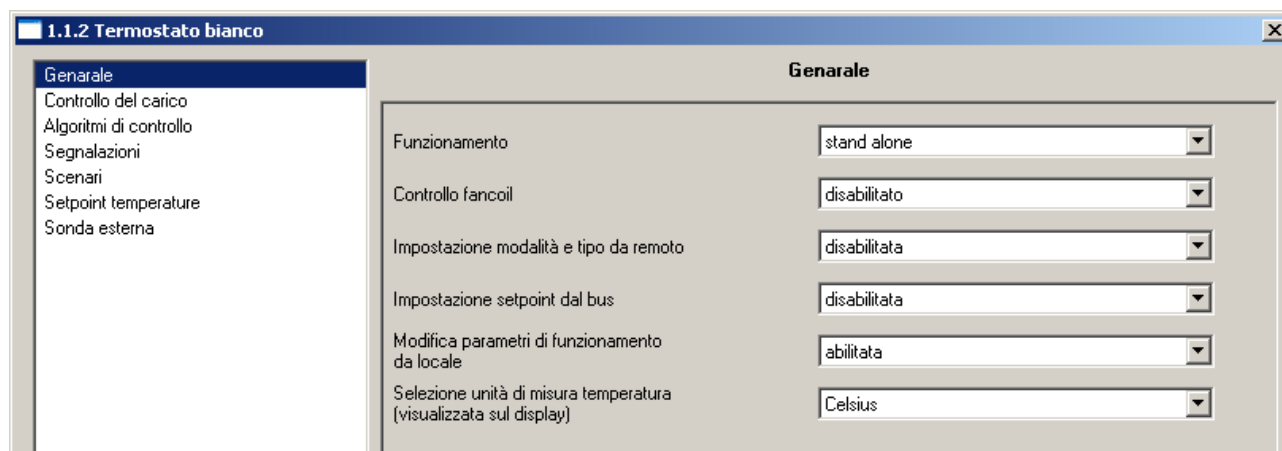 1.1.2 Termostato bianco
Genarale
Controllo del carico
Algoritmi di controllo
Segnalazioni
Scenari
Setpoint temperature
Sonda esterna
Genarale
Funzionamento
stand alone
Controllo fancoil
disabilitato
Impostazione modalità e tipo da remoto
disabilitata
Impostazione setpoint dal bus
disabilitata
Modifica parametri di funzionamento
da locale
abilitata
Selezione unità di misura temperatura
(visualizzata sul display)
Celsius